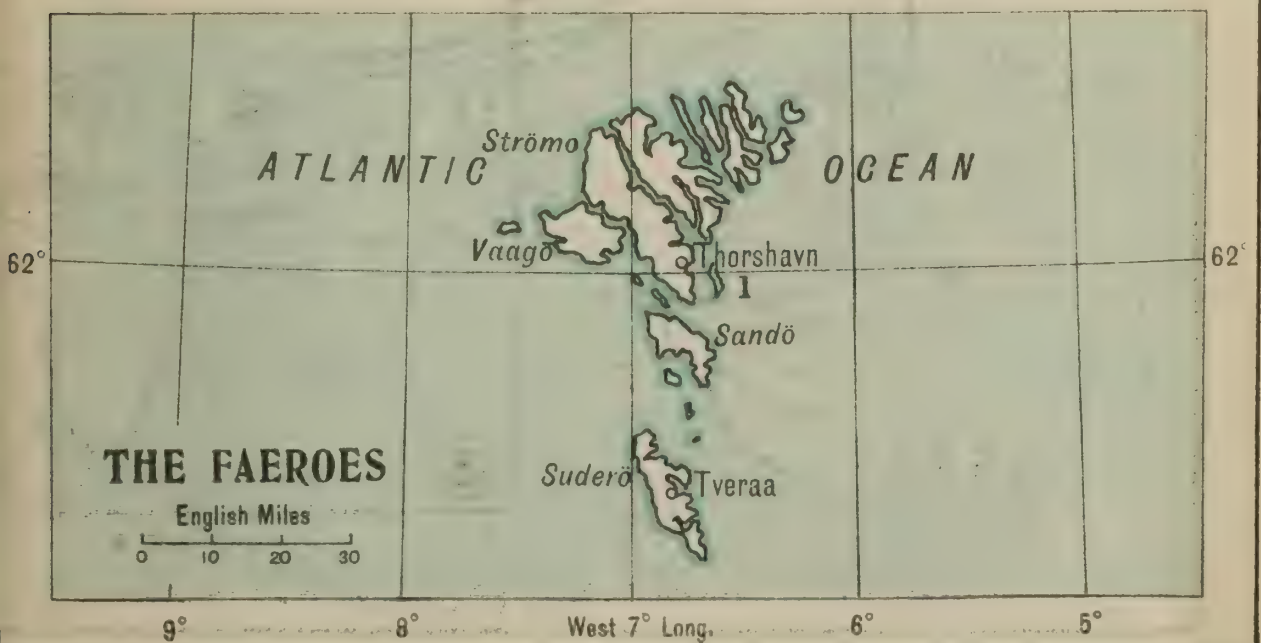 Strömo
ATLANTIC OCEAN
Vaagö
Thorshavn
62° 62°
1
Sandö
THE FAEROES
Suderö
Tveraa
English Miles
0 10 20 30
9° 8° West 7° Long. 6° 5°